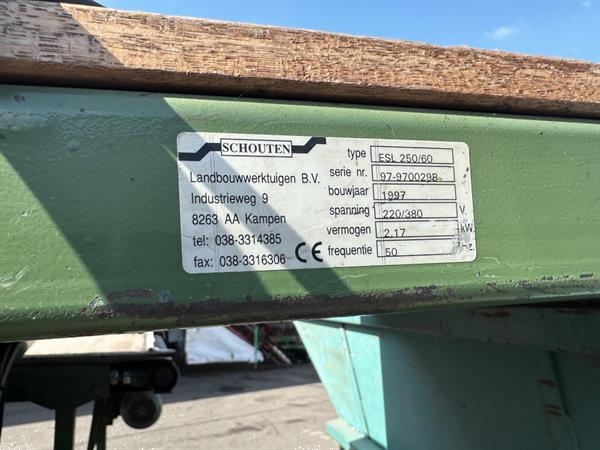 SCHOUTEN
Landbouwwerktuigen B.V.
Industrieweg 9
8263 AA Kampen
tel: 038-3314385
fax: 038-3316306
CE
type ESL 250/60
serie nr. 97-970029B
bouwjaar 1997
spanning 220/380 V.
vermogen 2.17 kW
frequentie 50